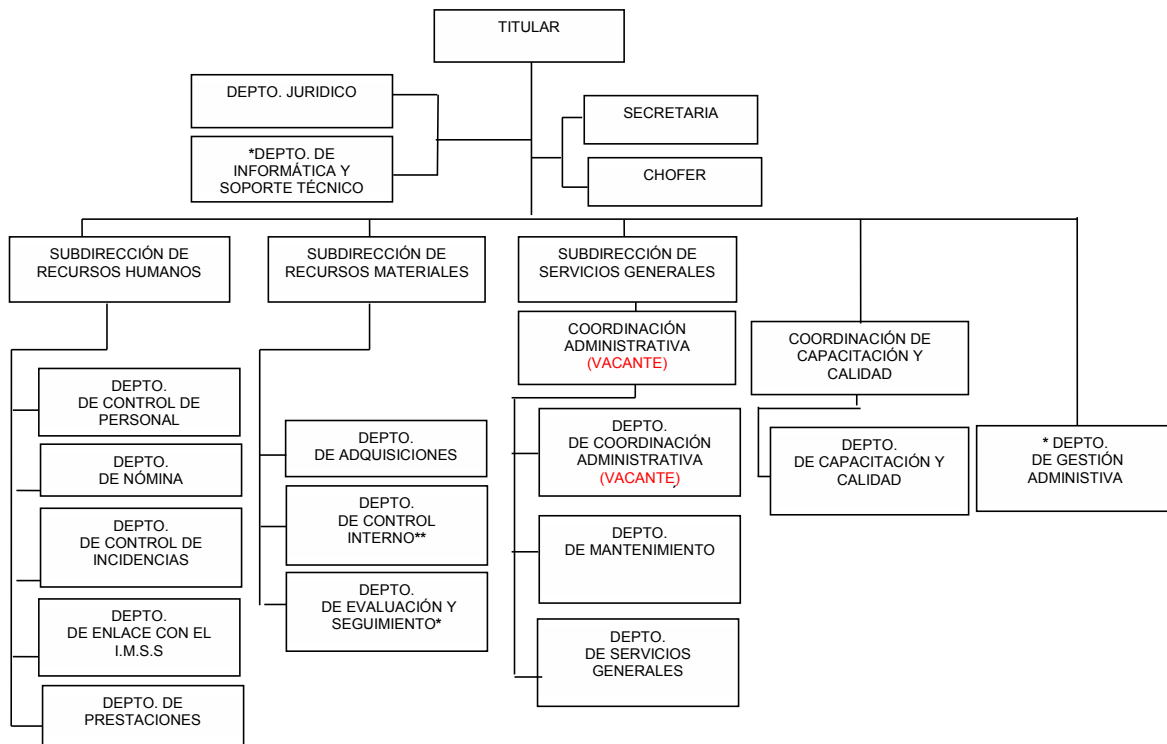 TITULAR
DEPTO. JURIDICO
*DEPTO. DE
INFORMÁTICA Y
SOPORTE TÉCNICO
SECRETARIA
CHOFER
SUBDIRECCIÓN DE
RECURSOS HUMANOS
SUBDIRECCIÓN DE
RECURSOS MATERIALES
SUBDIRECCIÓN DE
SERVICIOS GENERALES
COORDINACIÓN
ADMINISTRATIVA
(VACANTE)
COORDINACIÓN DE
CAPACITACIÓN Y
CALIDAD
DEPTO.
DE CONTROL DE
PERSONAL
DEPTO.
DE NÓMINA
DEPTO.
DE CONTROL DE
INCIDENCIAS
DEPTO.
DE ENLACE CON EL
I.M.S.S
DEPTO. DE
PRESTACIONES
DEPTO.
DE ADQUISICIONES
DEPTO.
DE CONTROL
INTERNO**
DEPTO.
DE EVALUACIÓN Y
SEGUIMIENTO*
DEPTO.
DE COORDINACIÓN
ADMINISTRATIVA
(VACANTE)
DEPTO.
DE MANTENIMIENTO
DEPTO.
DE SERVICIOS
GENERALES
DEPTO.
DE CAPACITACIÓN Y
CALIDAD
* DEPTO.
DE GESTIÓN
ADMINISTIVA